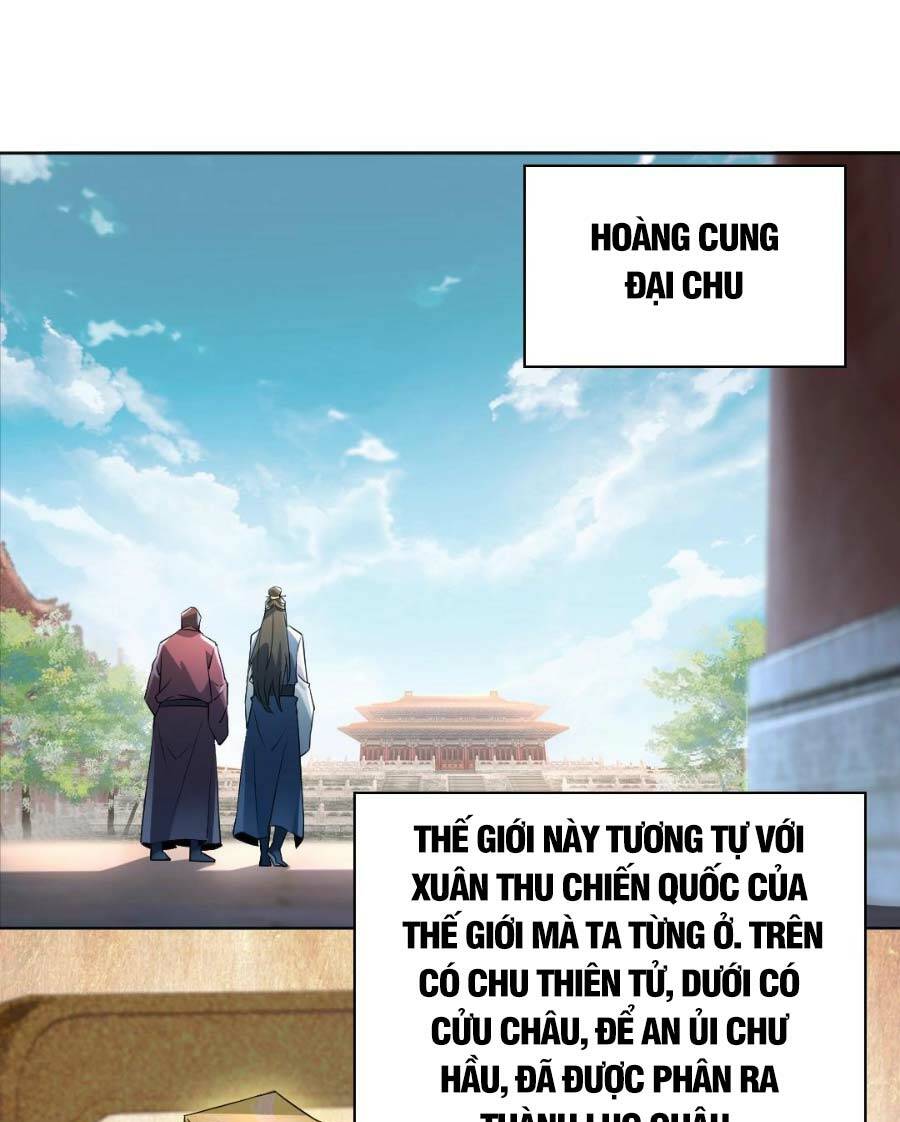 HOÀNG CUNG
ĐẠI CHU
THẾ GIỚI NÀY TƯƠNG TỰ VỚI
XUÂN THU CHIẾN QUỐC CỦA
THẾ GIỚI MÀ TA TỪNG Ở. TRÊN
CÓ CHU THIÊN TỬ, DƯỚI CÓ
CỬU CHÂU, ĐỂ AN ỦI CHƯ
HẦU, ĐÃ ĐƯỢC PHÂN RA